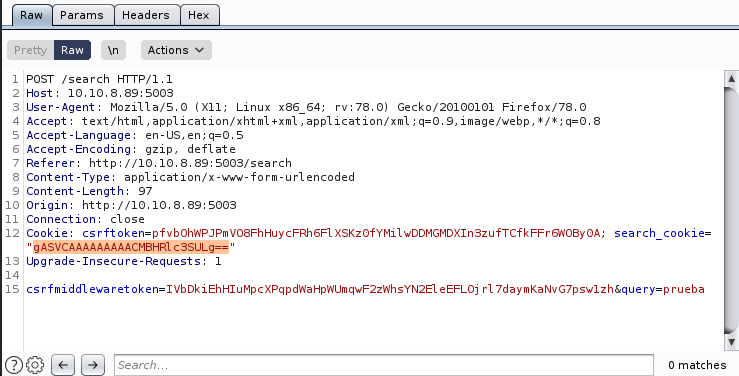 Raw Params Headers Hex
Pretty Raw \n Actions
1 POST /search HTTP/1.1
2 Host: 10.10.8.89:5003
3 User-Agent: Mozilla/5.0 (X11; Linux x86_64; rv:78.0) Gecko/20100101 Firefox/78.0
4 Accept: text/html,application/xhtml+xml,application/xml;q=0.9,image/webp,*/*;q=0.8
5 Accept-Language: en-US,en;q=0.5
6 Accept-Encoding: gzip, deflate
7 Referer: http://10.10.8.89:5003/search
8 Content-Type: application/x-www-form-urlencoded
9 Content-Length: 97
10 Origin: http://10.10.8.89:5003
11 Connection: close
12 Cookie: csrftoken=pfvbOhWPJPmVO8FhHuycFRh6FlXSKz0fYMilwDDMGMDXIn3zufTCfkFFr6WOBy0A; search_cookie=
"gASVCAAAAAAAAACMBHRlc3SULg=="
13 Upgrade-Insecure-Requests: 1
14
15 csrfmiddlewaretoken=IVbDkiEhHIuMpcXPqpdWaHpWUmqwF2zWhsYN2EleEFLOjrl7daymKaNvG7psw1zh&query=prueba
Search... 0 matches